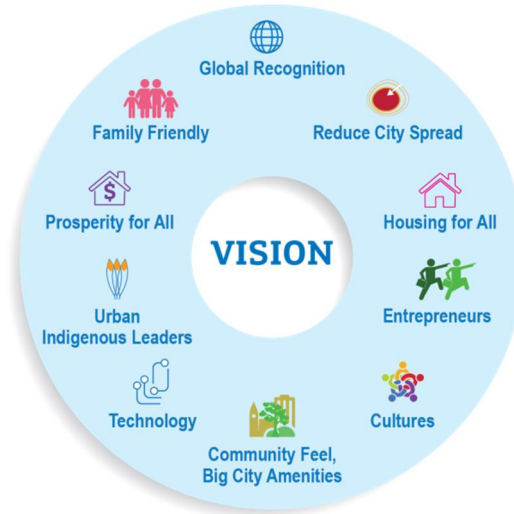 Global Recognition
Family Friendly
Reduce City Spread
$
Prosperity for All
Housing for All
VISION
Urban
Indigenous Leaders
Entrepreneurs
Technology
Cultures
Community Feel,
Big City Amenities